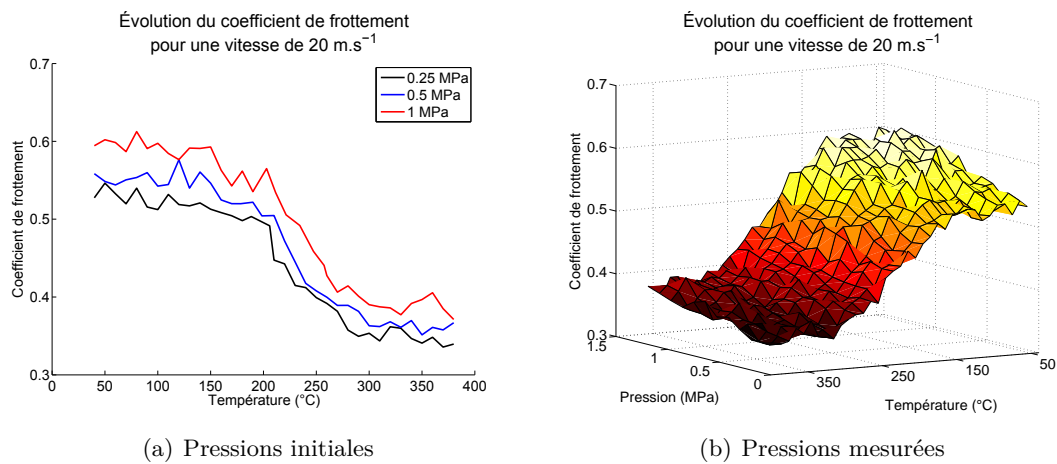 Évolution du coefficient de frottement
pour une vitesse de 20 m.s⁻¹
0.7
0.6
0.5
0.4
0.3
Coefficient de frottement
0.25 MPa
0.5 MPa
1 MPa
50 100 150 200 250 300 350 400
Température (°C)
(a) Pressions initiales
Évolution du coefficient de frottement
pour une vitesse de 20 m.s⁻¹
0.7
0.6
0.5
0.4
0.3
Coefficient de frottement
1.5 1 0.5 0
Pression (MPa)
350 250 150 50
Température (°C)
(b) Pressions mesurées